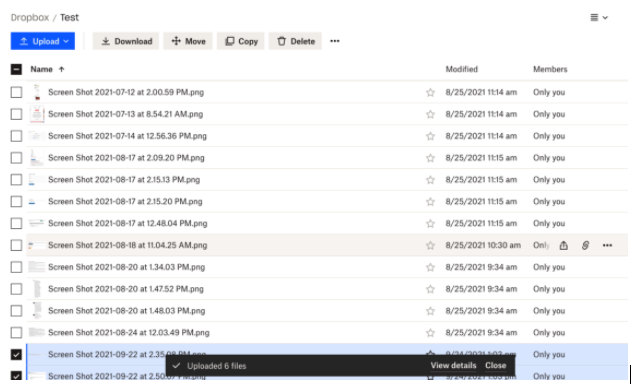 Dropbox / Test
Upload Download Move Copy Delete •••
Name ↑ Modified Members
Screen Shot 2021-07-12 at 2.00.59 PM.png 8/25/2021 11:14 am Only you
Screen Shot 2021-07-13 at 8.54.21 AM.png 8/25/2021 11:14 am Only you
Screen Shot 2021-07-14 at 12.56.36 PM.png 8/25/2021 11:14 am Only you
Screen Shot 2021-08-17 at 2.09.20 PM.png 8/25/2021 11:15 am Only you
Screen Shot 2021-08-17 at 2.15.13 PM.png 8/25/2021 11:15 am Only you
Screen Shot 2021-08-17 at 2.15.20 PM.png 8/25/2021 11:15 am Only you
Screen Shot 2021-08-17 at 12.48.04 PM.png 8/25/2021 11:15 am Only you
Screen Shot 2021-08-18 at 11.04.25 AM.png 8/25/2021 10:30 am Only •••
Screen Shot 2021-08-20 at 1.34.03 PM.png 8/25/2021 9:34 am Only you
Screen Shot 2021-08-20 at 1.47.52 PM.png 8/25/2021 9:34 am Only you
Screen Shot 2021-08-20 at 1.48.03 PM.png 8/25/2021 9:34 am Only you
Screen Shot 2021-08-24 at 12.03.49 PM.png 8/25/2021 9:34 am Only you
Screen Shot 2021-09-22 at 2.35 Only you
Uploaded 6 files View details Close
Screen Shot 2021-09-22 at 2.50 Only you